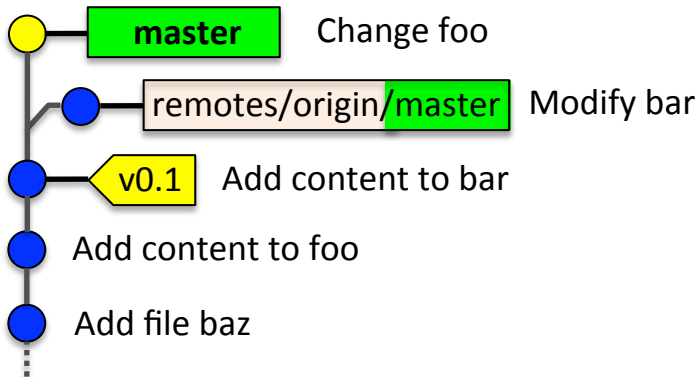 master Change foo
remotes/origin/master Modify bar
v0.1 Add content to bar
Add content to foo
Add file baz